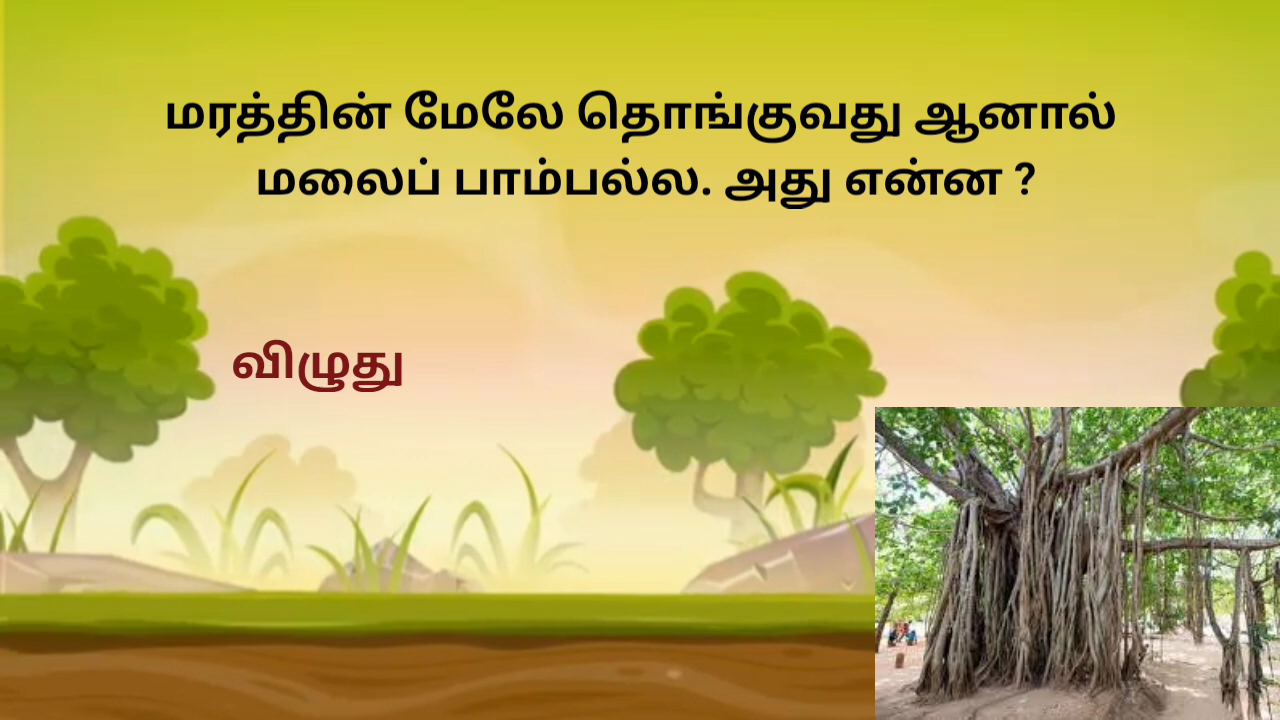 மரத்தின் மேலே தொங்குவது ஆனால்
மலைப் பாம்பல்ல. அது என்ன ?
விழுது